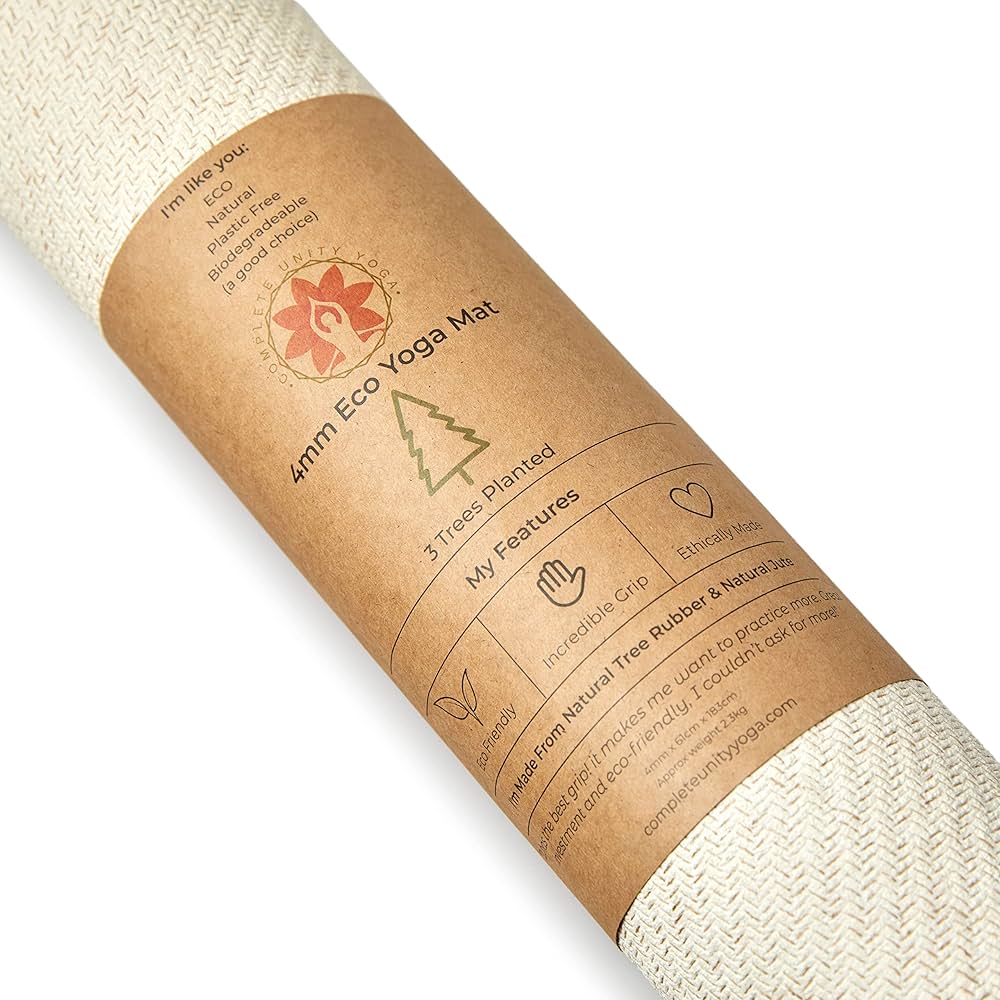 I'm like you:
ECO
Natural
Plastic Free
Biodegradeable
(a good choice)
COMPLETE UNITY YOGA
4mm Eco Yoga Mat
3 Trees Planted
My Features
Eco Friendly
Incredible Grip
Ethically Made
I'm Made From Natural Tree Rubber & Natural Jute
the best grip! it makes me want to practice more. 
and eco-friendly, I couldn't ask for more!"
4mm x 61cm x 183cm
Approx weight 2.3kg
completeunityyoga.com